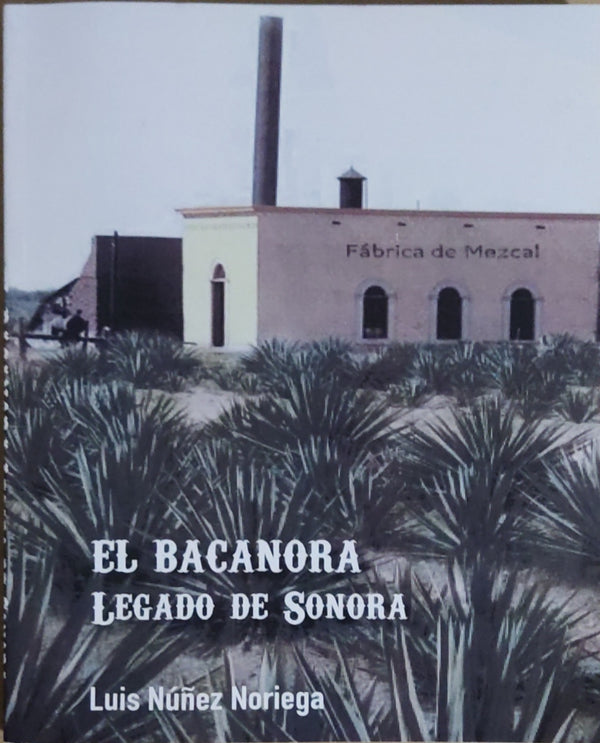 Fábrica de Mezcal
EL BACANORA
LEGADO DE SONORA
Luis Núñez Noriega